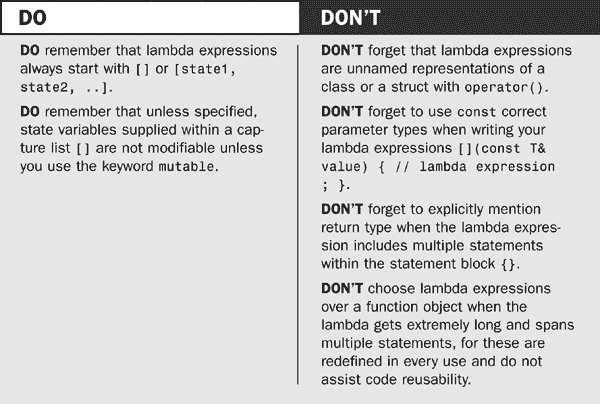 DO
DO remember that lambda expressions
always start with [] or [state1,
state2, ..].
DO remember that unless specified,
state variables supplied within a cap-
ture list [] are not modifiable unless
you use the keyword mutable.
DON'T
DON'T forget that lambda expressions
are unnamed representations of a
class or a struct with operator().
DON'T forget to use const correct
parameter types when writing your
lambda expressions [](const T&
value) { // lambda expression
; }.
DON'T forget to explicitly mention
return type when the lambda expres-
sion includes multiple statements
within the statement block {}.
DON'T choose lambda expressions
over a function object when the
lambda gets extremely long and spans
multiple statements, for these are
redefined in every use and do not
assist code reusability.